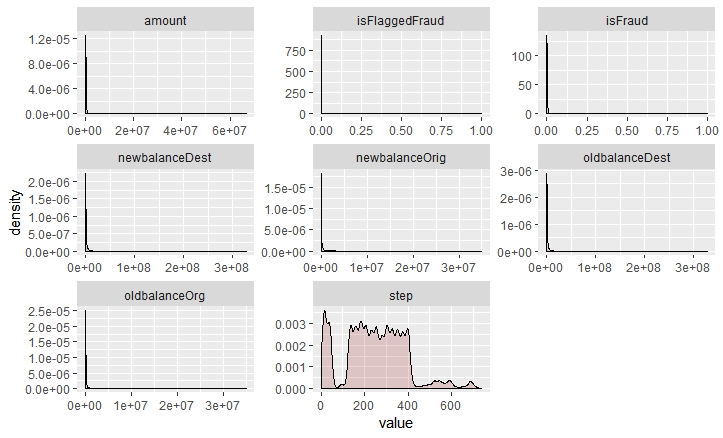 amount isFlaggedFraud isFraud
1.2e-05 750 100
8.0e-06 500
4.0e-06 250 50
0.0e+00 0 0
0e+00 2e+07 4e+07 6e+07 0.00 0.25 0.50 0.75 1.00 0.00 0.25 0.50 0.75 1.00
newbalanceDest newbalanceOrig oldbalanceDest
2.0e-06 1.5e-05 3e-06
1.5e-06 1.0e-05 2e-06
1.0e-06 5.0e-06 1e-06
5.0e-07
0.0e+00 0.0e+00 0e+00
0e+00 1e+08 2e+08 3e+08 0e+00 1e+07 2e+07 3e+07 0e+00 1e+08 2e+08 3e+08
density
oldbalanceOrg step
2.5e-05 0.003
2.0e-05 0.002
1.5e-05
1.0e-05 0.001
5.0e-06
0.0e+00 0.000
0e+00 1e+07 2e+07 3e+07 0 200 400 600
value